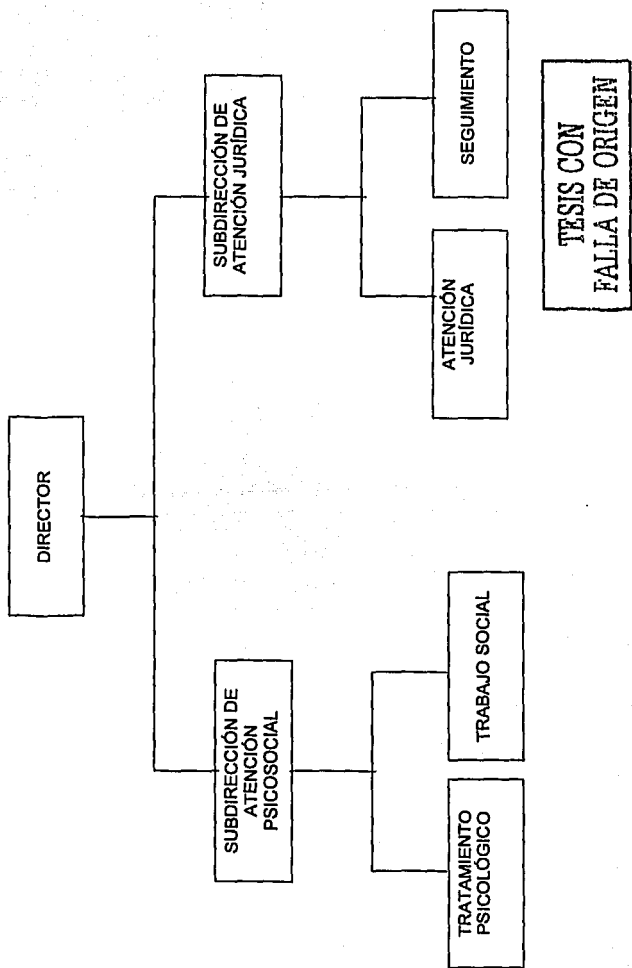 DIRECTOR
SUBDIRECCIÓN DE
ATENCIÓN
PSICOSOCIAL
SUBDIRECCIÓN DE
ATENCIÓN JURÍDICA
TRATAMIENTO
PSICOLÓGICO
TRABAJO SOCIAL
ATENCIÓN
JURÍDICA
SEGUIMIENTO
TESIS CON
FALLA DE ORIGEN